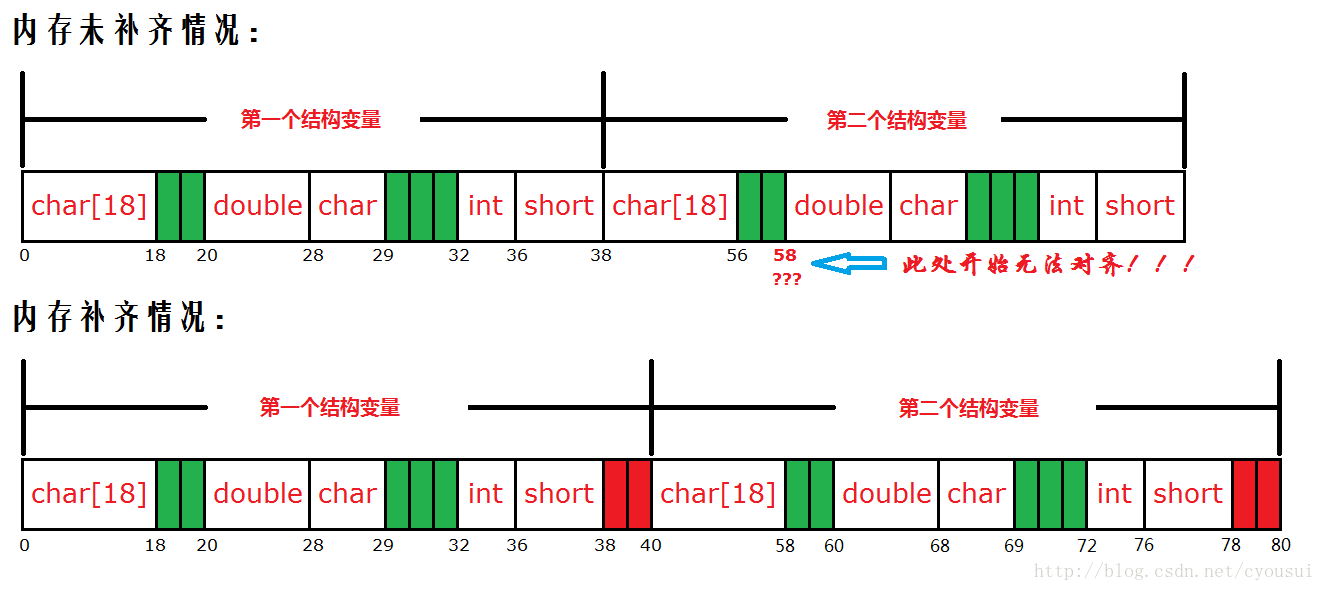 内存未补齐情况:
第一个结构变量 第二个结构变量
char[18] double char int short char[18] double char int short
0 18 20 28 29 32 36 38 56 58 此处开始无法对齐!!!
???
内存补齐情况:
第一个结构变量 第二个结构变量
char[18] double char int short char[18] double char int short
0 18 20 28 29 32 36 38 40 58 60 68 69 72 76 78 80
http://blog.csdn.net/cyousui